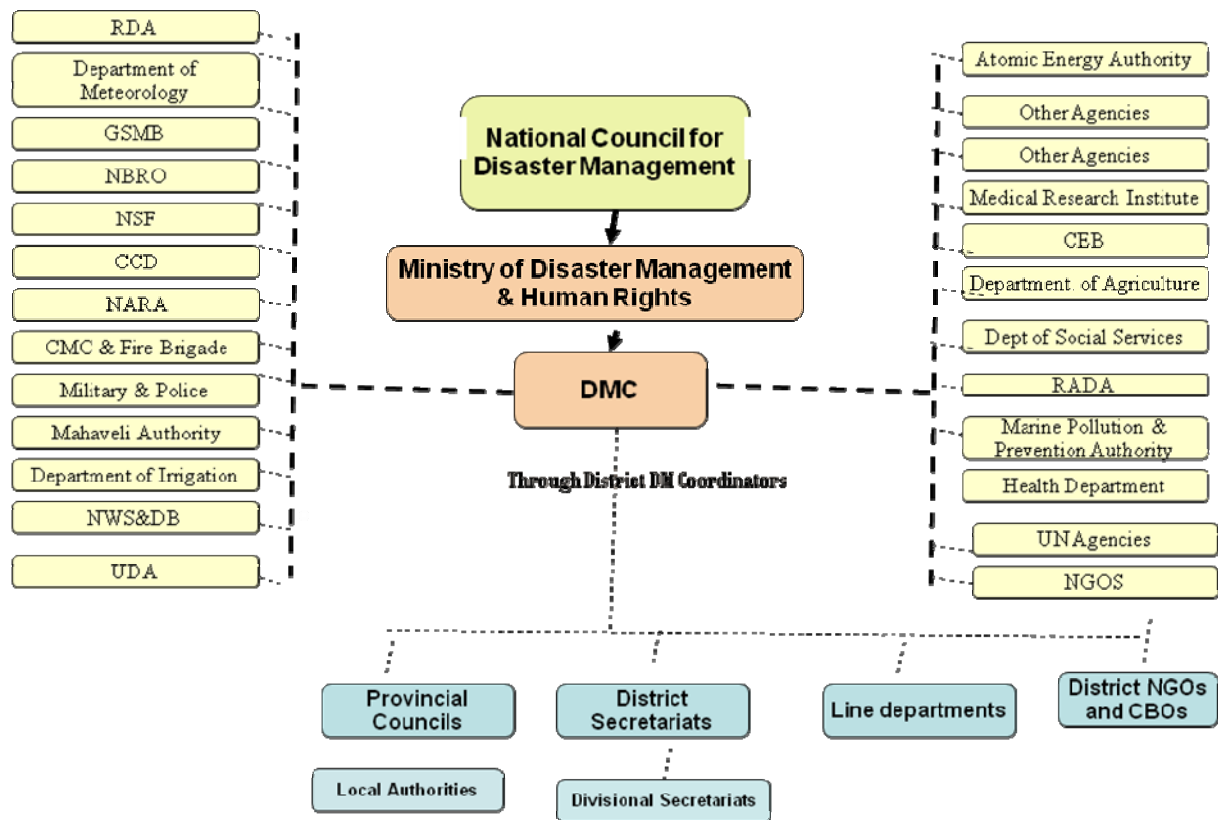 RDA
Department of
Meteorology
GSMB
NBRO
NSF
CCD
NARA
CMC & Fire Brigade
Military & Police
Mahaveli Authority
Department of Irrigation
NWS&DB
UDA
National Council for
Disaster Management
Ministry of Disaster Management
& Human Rights
DMC
Through District DM Coordinators
Atomic Energy Authority
Other Agencies
Other Agencies
Medical Research Institute
CEB
Department. of Agriculture
Dept of Social Services
RADA
Marine Pollution &
Prevention Authority
Health Department
UN Agencies
NGOS
Provincial
Councils
District
Secretariats
Line departments
District NGOs
and CBOs
Local Authorities
Divisional Secretariats